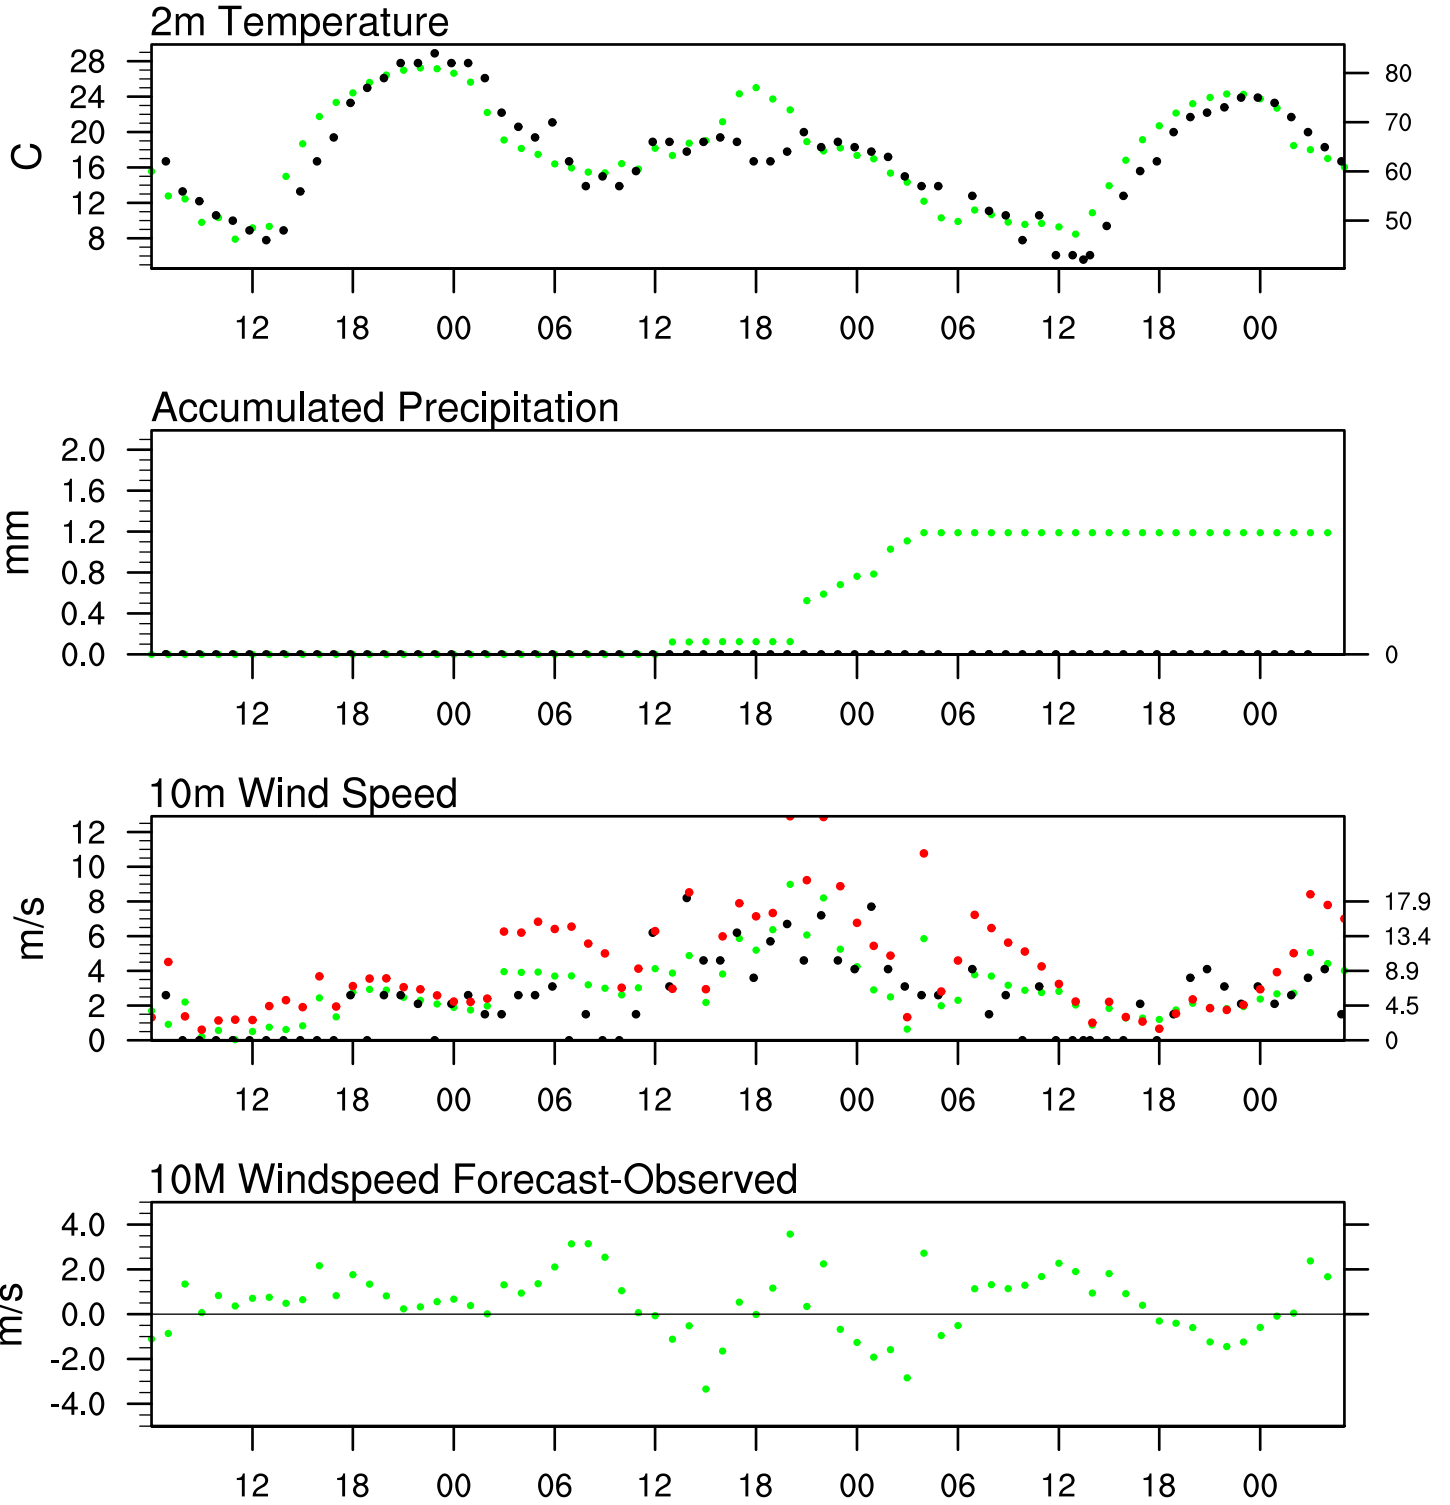 2m Temperature
28
24
20
16
12
8
C
80
70
60
50
12 18 00 06 12 18 00 06 12 18 00
Accumulated Precipitation
2.0
1.6
1.2
0.8
0.4
0.0
mm
0
12 18 00 06 12 18 00 06 12 18 00
10m Wind Speed
12
10
8
6
4
2
0
m/s
17.9
13.4
8.9
4.5
0
12 18 00 06 12 18 00 06 12 18 00
10M Windspeed Forecast-Observed
4.0
2.0
0.0
-2.0
-4.0
m/s
12 18 00 06 12 18 00 06 12 18 00